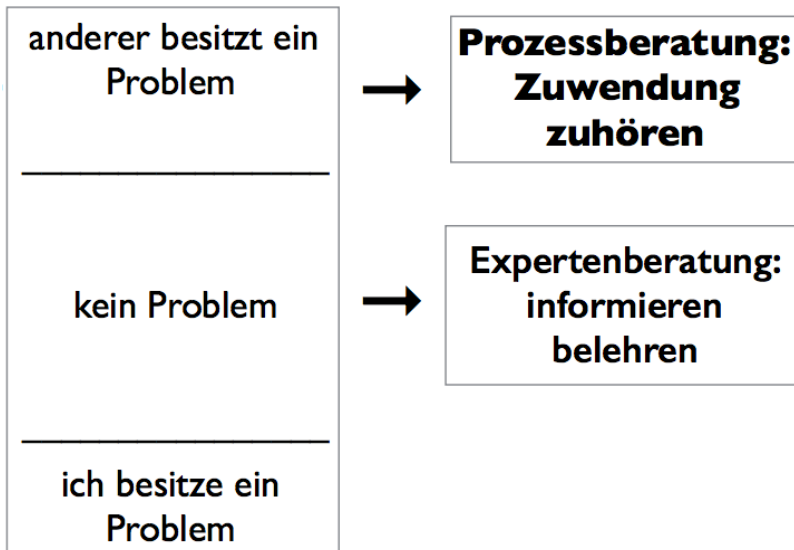 anderer besitzt ein
Problem
Prozessberatung:
Zuwendung
zuhören
kein Problem
Expertenberatung:
informieren
belehren
ich besitze ein
Problem